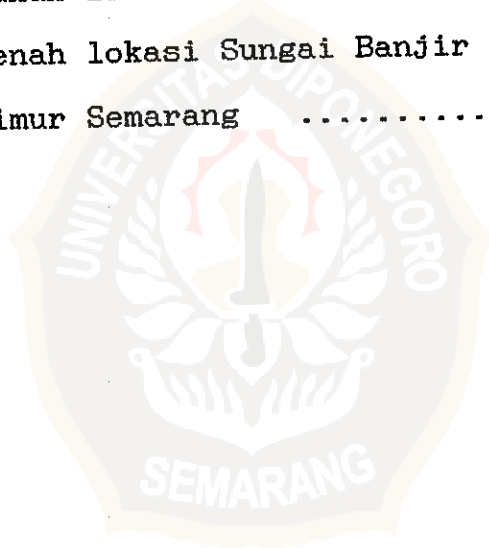 enah lokasi Sungai Banjir
imur Semarang ..........
UNIVERSITAS DIPONEGORO
SEMARANG